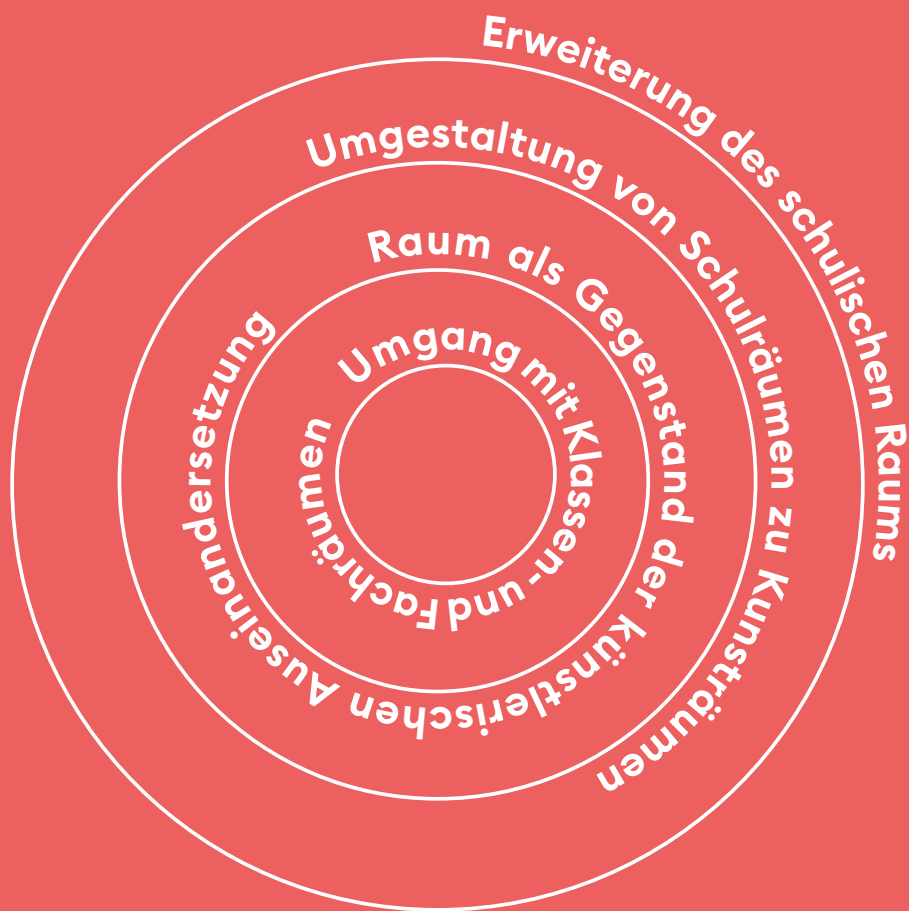 Erweiterung des schulischen Raums
Umgestaltung von Schulräumen zu Kunsträumen
Raum als Gegenstand der künstlerischen Auseinandersetzung
Umgang mit Klassen- und Fachräumen